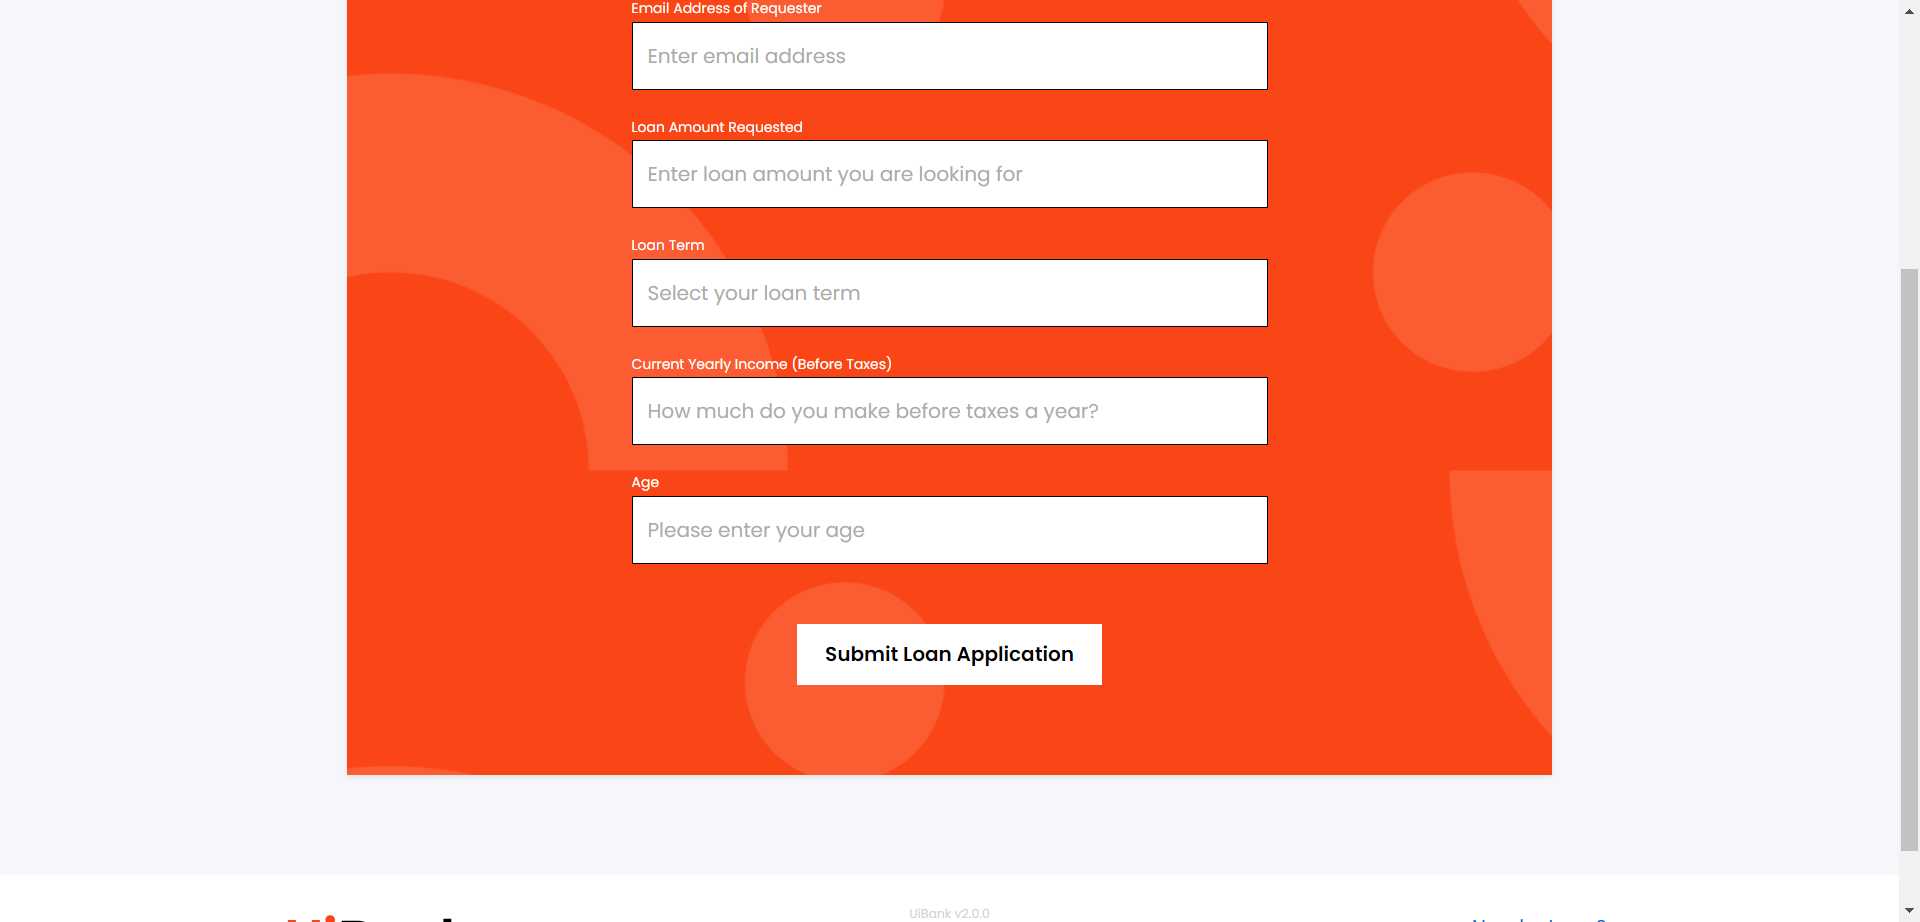 Email Address of Requester
Enter email address
Loan Amount Requested
Enter loan amount you are looking for
Loan Term
Select your loan term
Current Yearly Income (Before Taxes)
How much do you make before taxes a year?
Age
Please enter your age
Submit Loan Application
UiBank v2.0.0